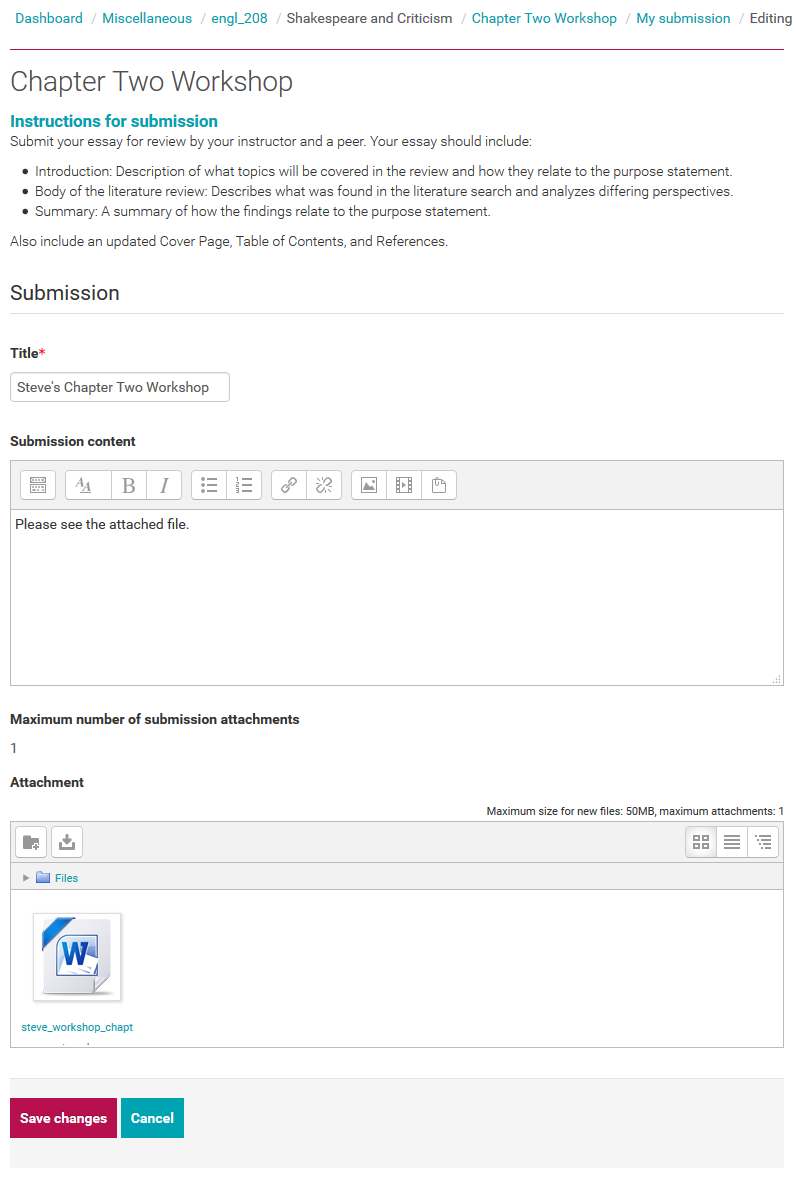 Dashboard / Miscellaneous / engl_208 / Shakespeare and Criticism / Chapter Two Workshop / My submission / Editing
Chapter Two Workshop
Instructions for submission
Submit your essay for review by your instructor and a peer. Your essay should include:
• Introduction: Description of what topics will be covered in the review and how they relate to the purpose statement.
• Body of the literature review: Describes what was found in the literature search and analyzes differing perspectives.
• Summary: A summary of how the findings relate to the purpose statement.
Also include an updated Cover Page, Table of Contents, and References.
Submission
Title*
Steve's Chapter Two Workshop
Submission content
Please see the attached file.
Maximum number of submission attachments
1
Attachment
Maximum size for new files: 50MB, maximum attachments: 1
Files
steve_workshop_chapt
Save changes Cancel